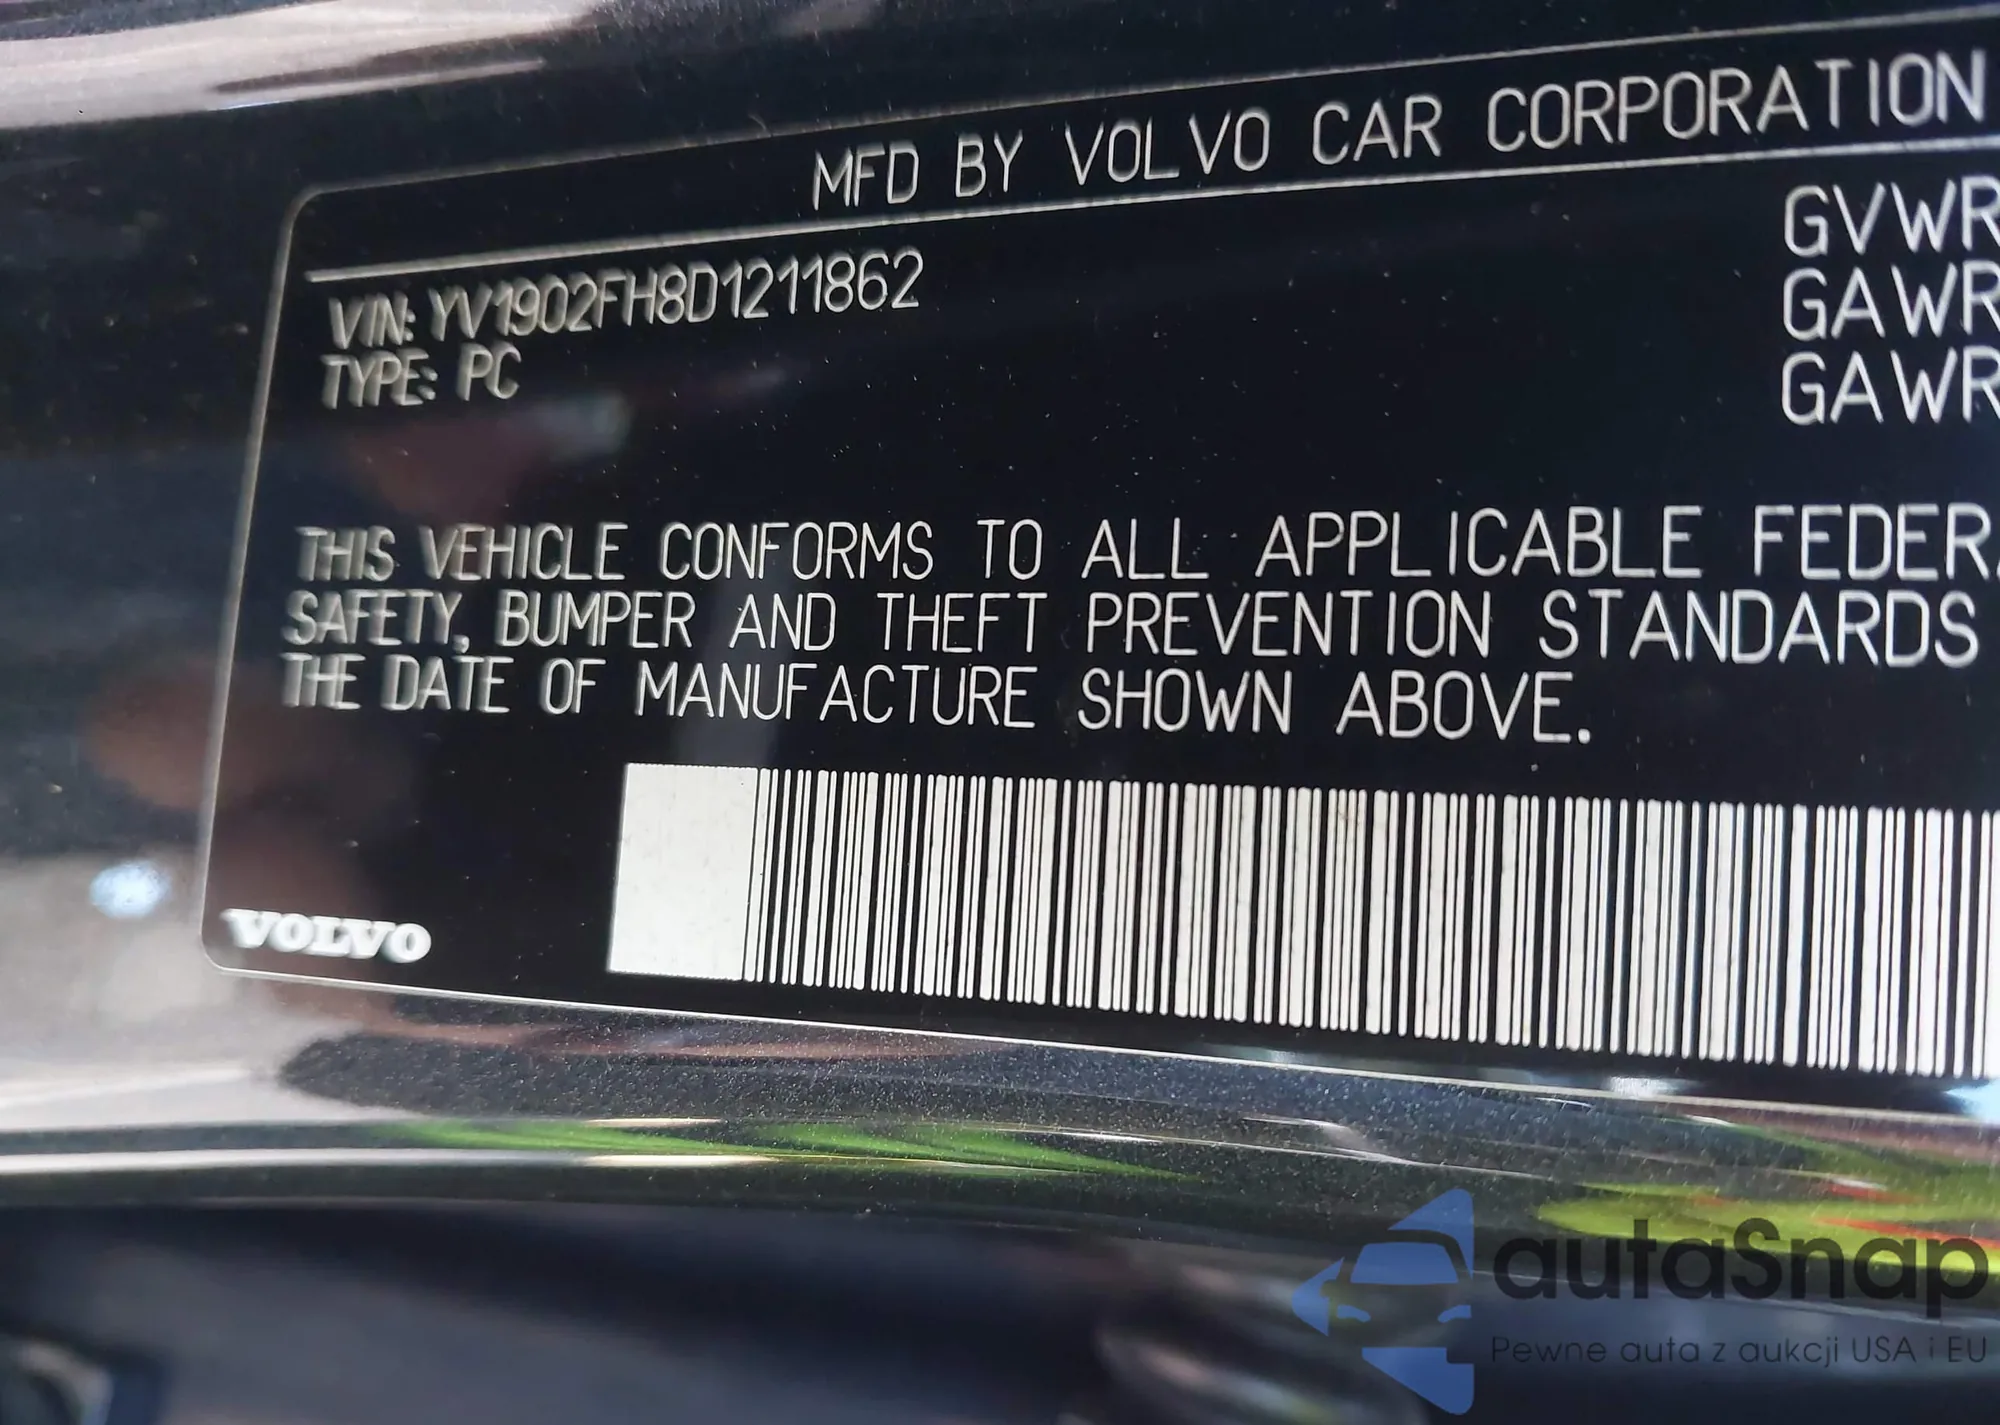 MFD BY VOLVO CAR CORPORATION
VIN: YV1902FH8D1211862
TYPE: PC
GVWR
GAWR
GAWR
THIS VEHICLE CONFORMS TO ALL APPLICABLE FEDERA
SAFETY, BUMPER AND THEFT PREVENTION STANDARDS
THE DATE OF MANUFACTURE SHOWN ABOVE.
VOLVO
autaSnap
Pewne auta z aukcji USA i EU